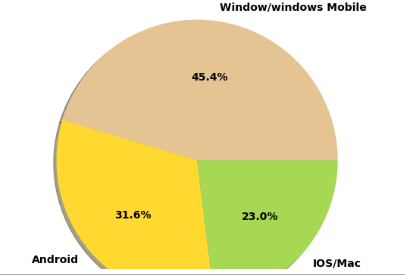 Window/windows Mobile
45.4%
31.6%
23.0%
Android
IOS/Mac